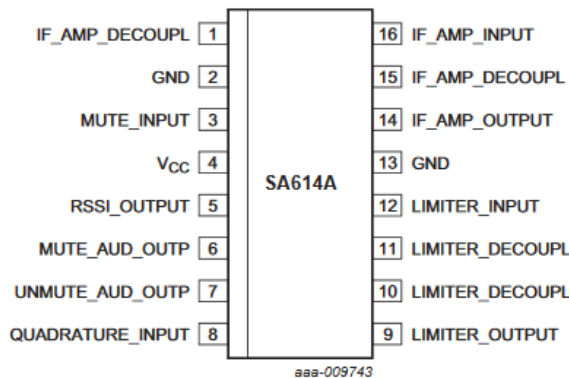 IF_AMP_DECOUPL 1 16 IF_AMP_INPUT
GND 2 15 IF_AMP_DECOUPL
MUTE_INPUT 3 14 IF_AMP_OUTPUT
VCC 4 13 GND
SA614A
RSSI_OUTPUT 5 12 LIMITER_INPUT
MUTE_AUD_OUTP 6 11 LIMITER_DECOUPL
UNMUTE_AUD_OUTP 7 10 LIMITER_DECOUPL
QUADRATURE_INPUT 8 9 LIMITER_OUTPUT
aaa-009743